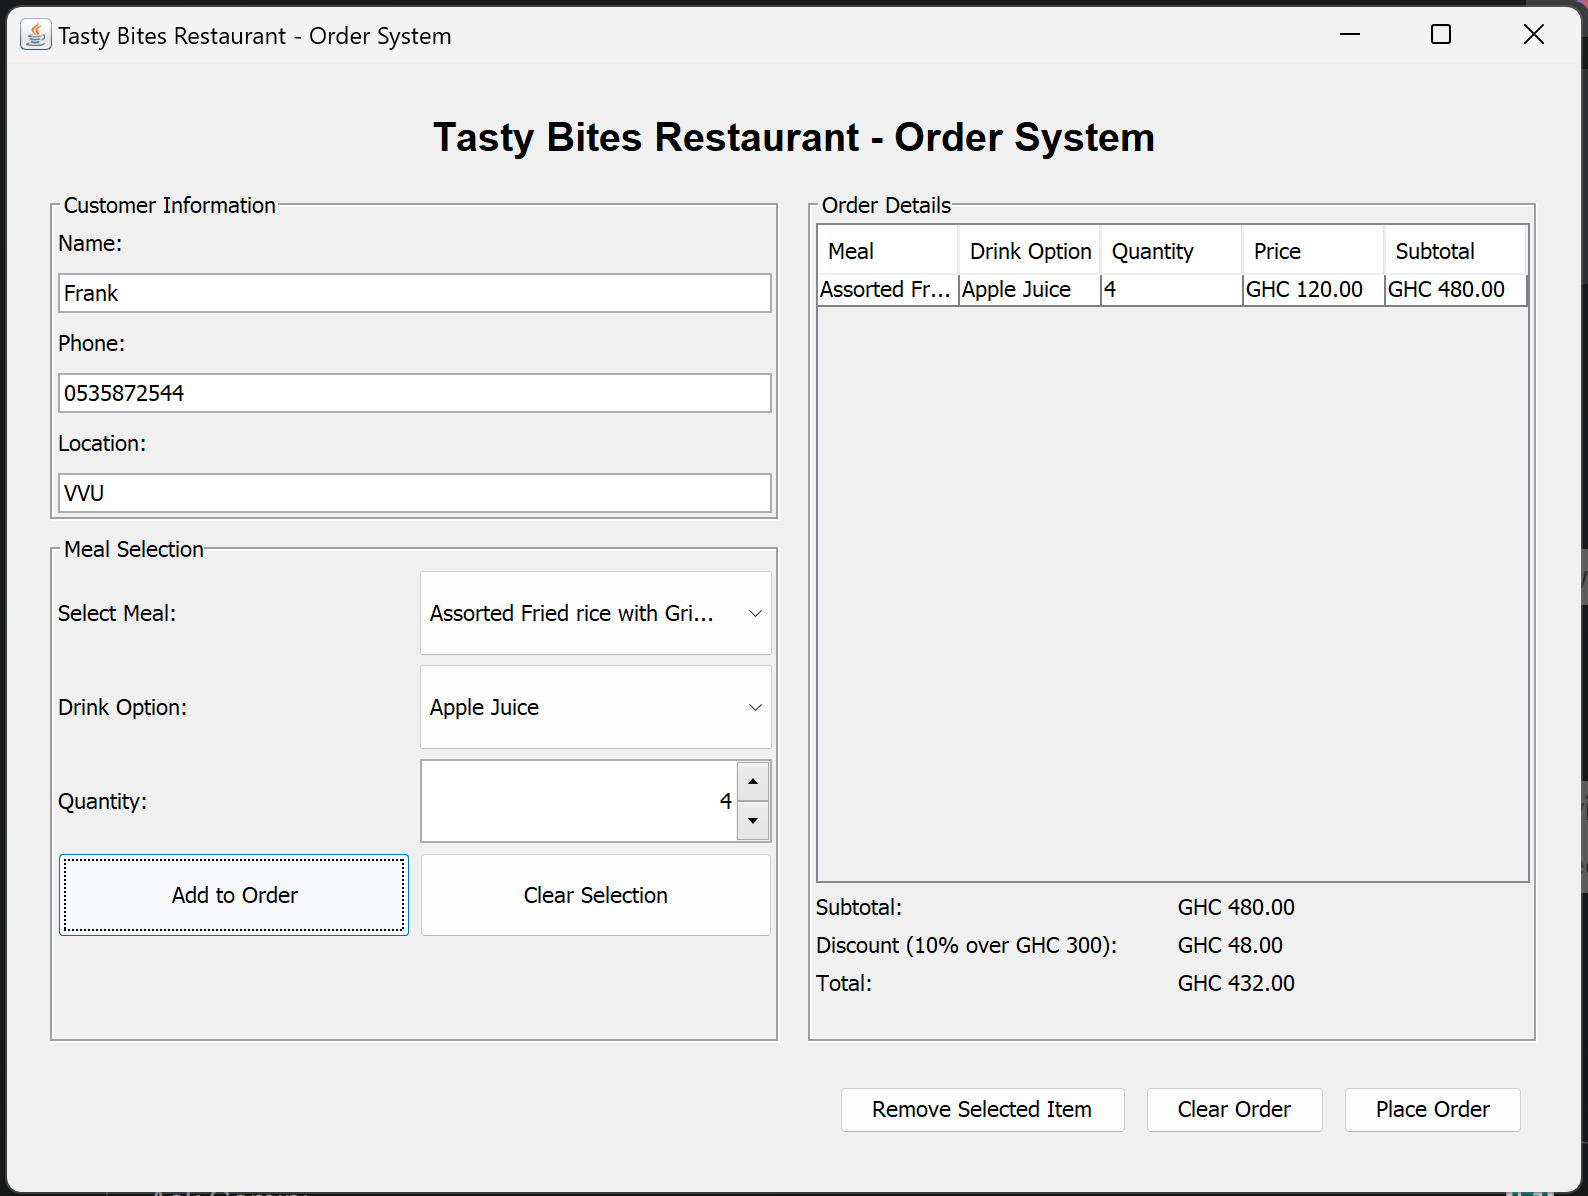 Tasty Bites Restaurant - Order System
Tasty Bites Restaurant - Order System
Customer Information
Name:
Frank
Phone:
0535872544
Location:
VVU
Meal Selection
Select Meal:
Assorted Fried rice with Gri...
Drink Option:
Apple Juice
Quantity:
4
Add to Order
Clear Selection
Order Details
Meal Drink Option Quantity Price Subtotal
Assorted Fr... Apple Juice 4 GHC 120.00 GHC 480.00
Subtotal: GHC 480.00
Discount (10% over GHC 300): GHC 48.00
Total: GHC 432.00
Remove Selected Item
Clear Order
Place Order